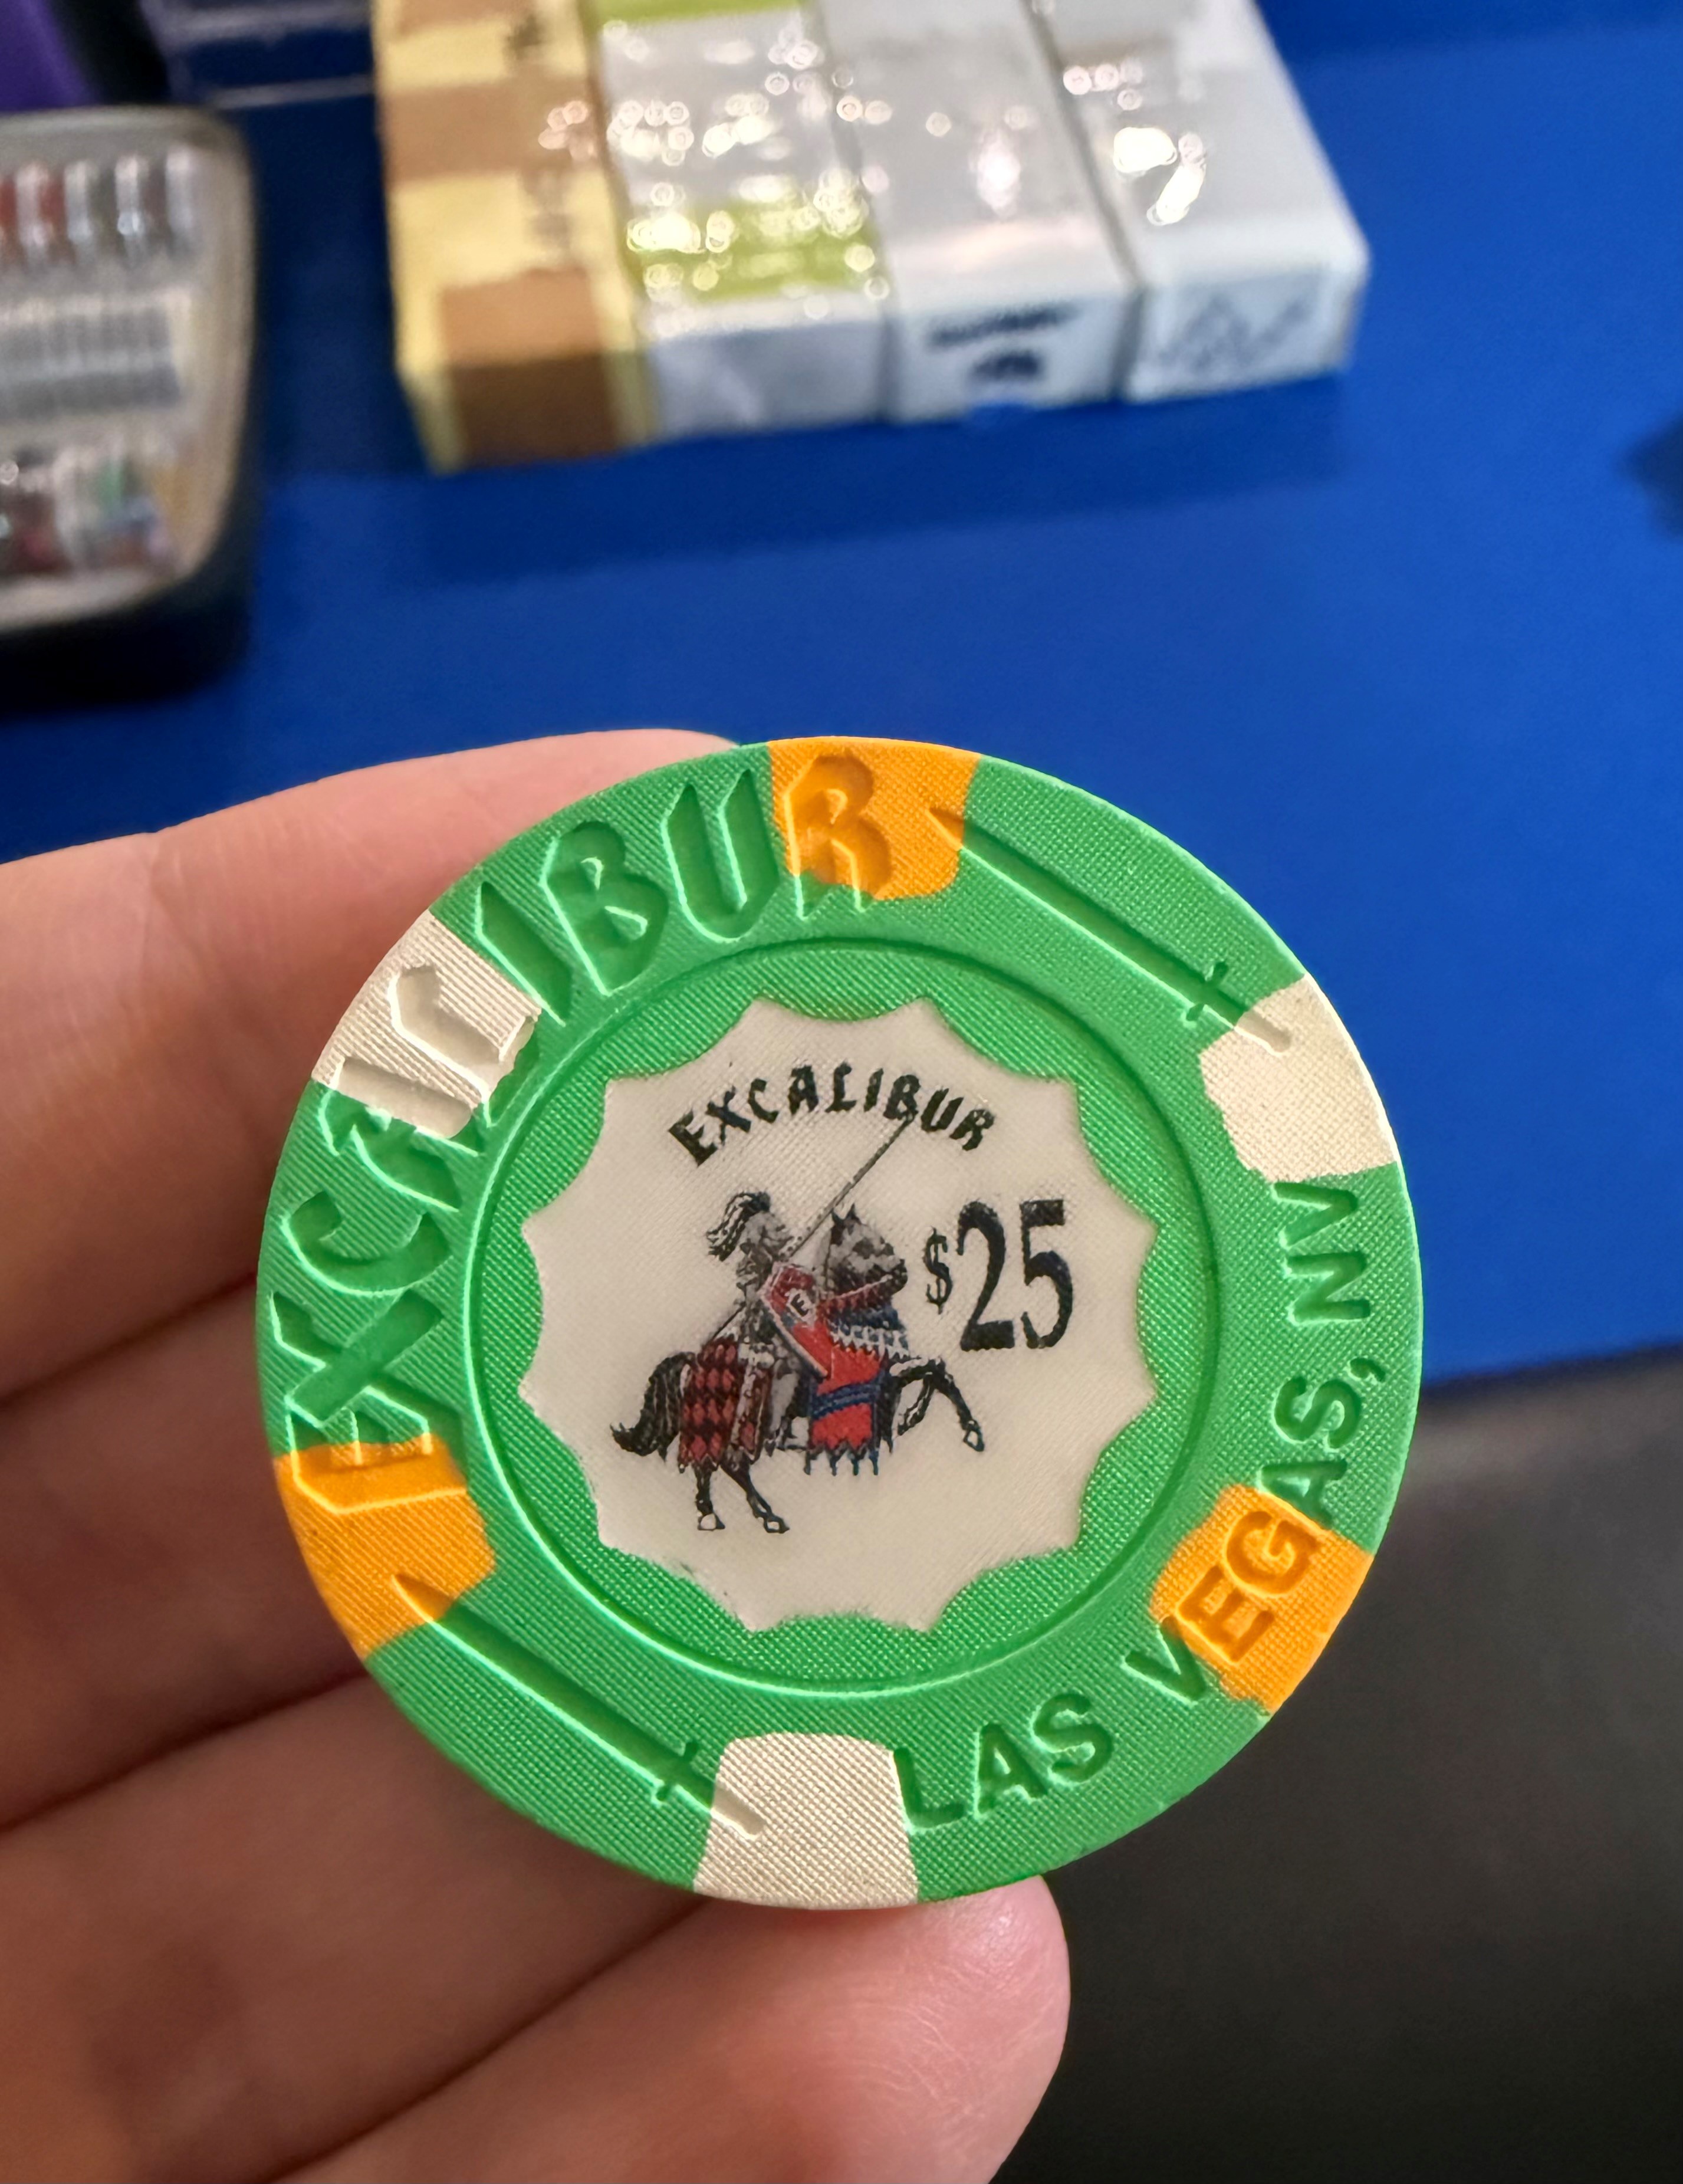 EXCALIBUR
EXCALIBUR
$25
E
LAS VEGAS, NV